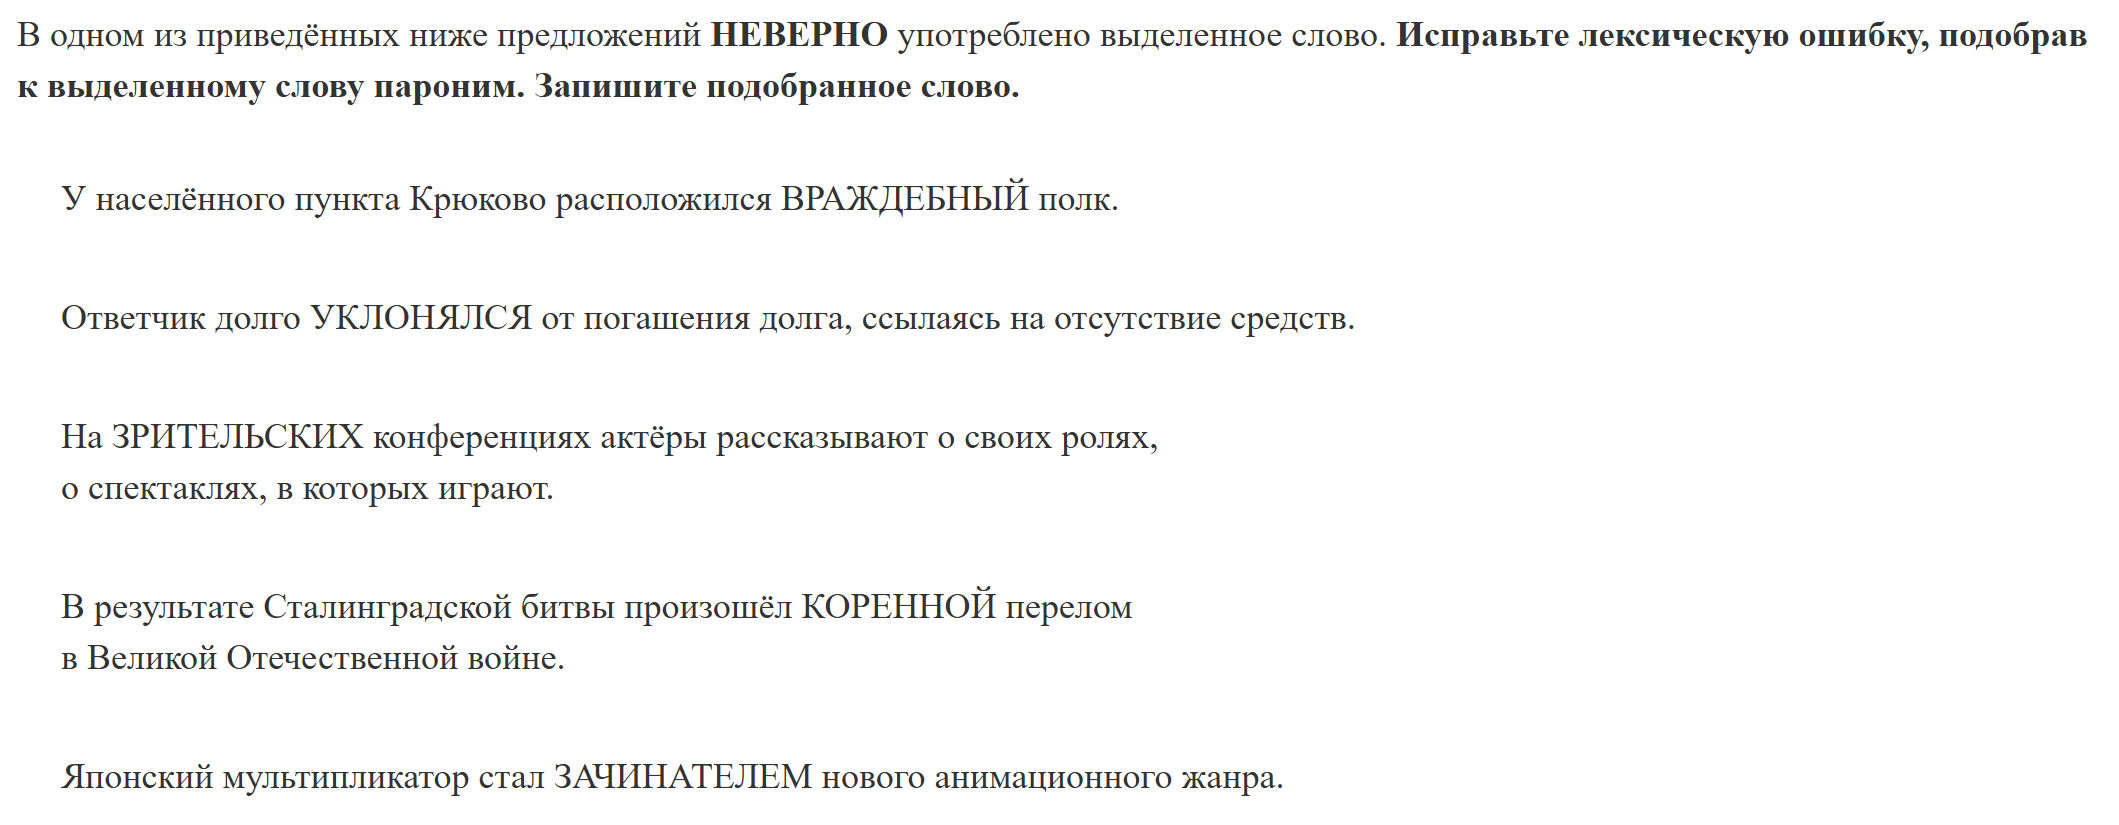 В одном из приведённых ниже предложений НЕВЕРНО употреблено выделенное слово. Исправьте лексическую ошибку, подобрав
к выделенному слову пароним. Запишите подобранное слово.
У населённого пункта Крюково расположился ВРАЖДЕБНЫЙ полк.
Ответчик долго УКЛОНЯЛСЯ от погашения долга, ссылаясь на отсутствие средств.
На ЗРИТЕЛЬСКИХ конференциях актёры рассказывают о своих ролях,
о спектаклях, в которых играют.
В результате Сталинградской битвы произошёл КОРЕННОЙ перелом
в Великой Отечественной войне.
Японский мультипликатор стал ЗАЧИНАТЕЛЕМ нового анимационного жанра.